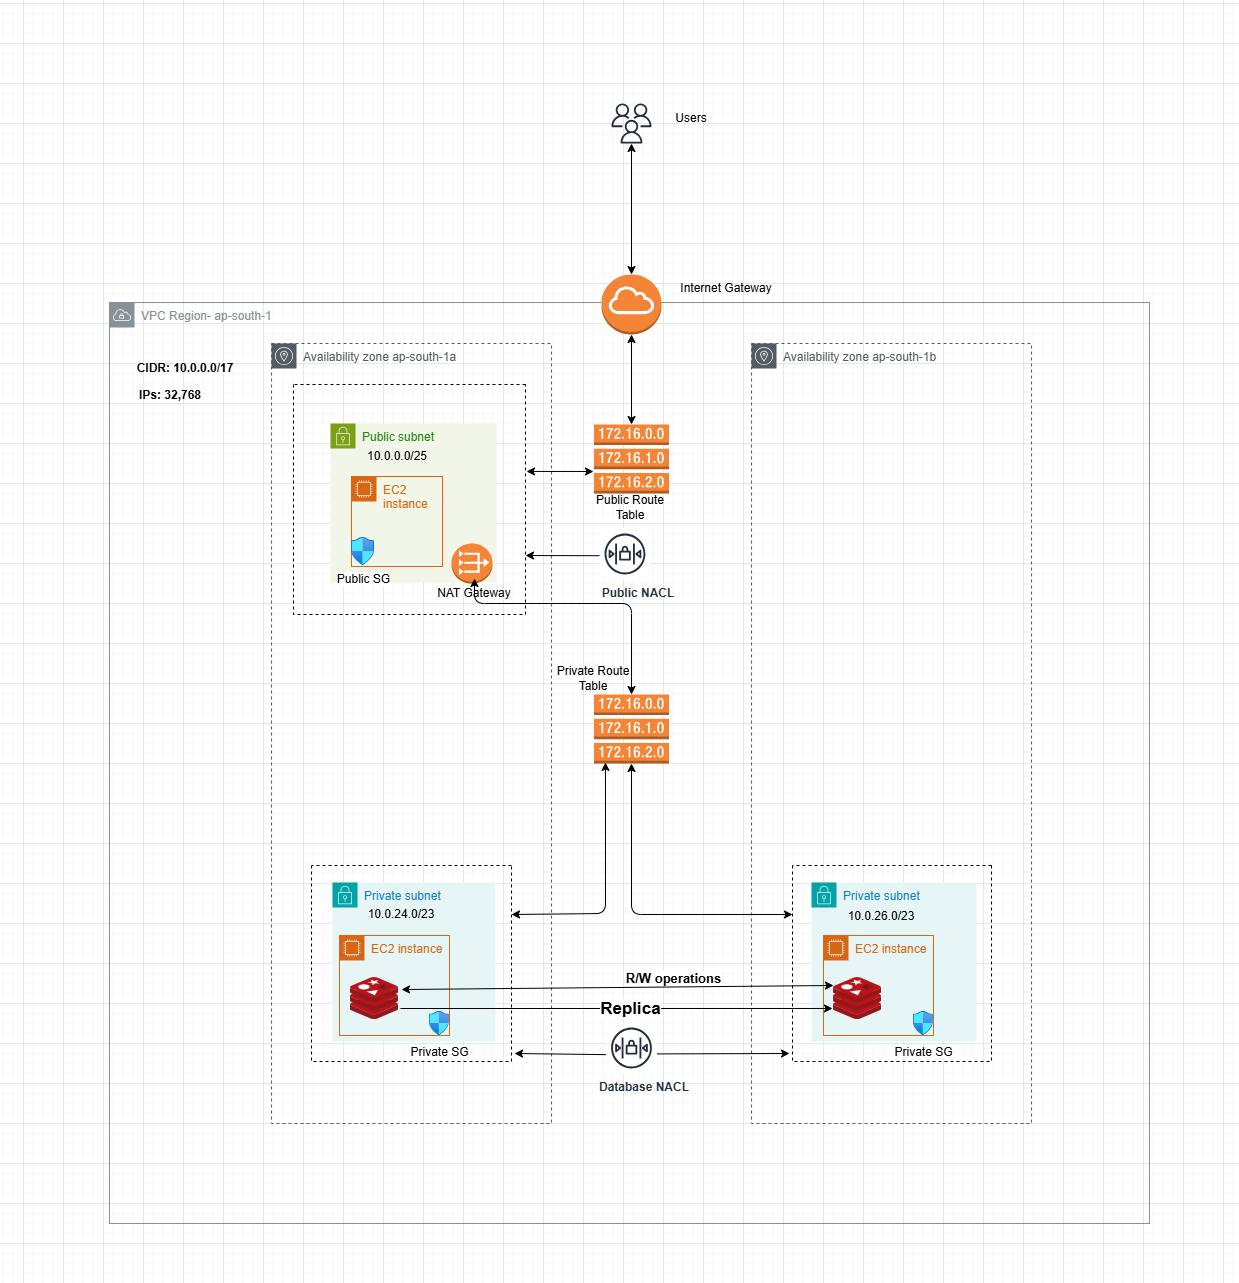 Users
Internet Gateway
VPC Region- ap-south-1
CIDR: 10.0.0.0/17
IPs: 32,768
Availability zone ap-south-1a
Availability zone ap-south-1b
Public subnet
10.0.0.0/25
EC2
instance
Public SG
NAT Gateway
172.16.0.0
172.16.1.0
172.16.2.0
Public Route
Table
Public NACL
Private Route
Table
172.16.0.0
172.16.1.0
172.16.2.0
Private subnet
10.0.24.0/23
EC2 instance
Private SG
Private subnet
10.0.26.0/23
EC2 instance
Private SG
R/W operations
Replica
Database NACL